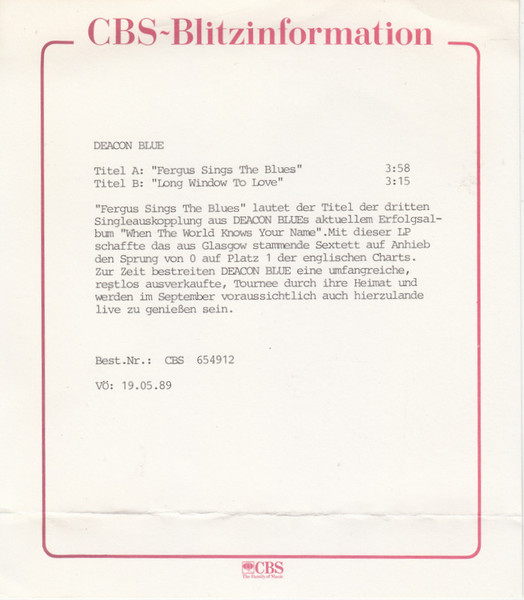 CBS~Blitzinformation
DEACON BLUE
Titel A: "Fergus Sings The Blues" 3:58
Titel B: "Long Window To Love" 3:15
"Fergus Sings The Blues" lautet der Titel der dritten
Singleauskopplung aus DEACON BLUEs aktuellem Erfolgsal-
bum "When The World Knows Your Name".Mit dieser LP
schaffte das aus Glasgow stammende Sextett auf Anhieb
den Sprung von 0 auf Platz 1 der englischen Charts.
Zur Zeit bestreiten DEACON BLUE eine umfangreiche,
restlos ausverkaufte, Tournee durch ihre Heimat und
werden im September voraussichtlich auch hierzulande
live zu genießen sein.
Best.Nr.: CBS 654912
VÖ: 19.05.89
CBS
The Family of Music